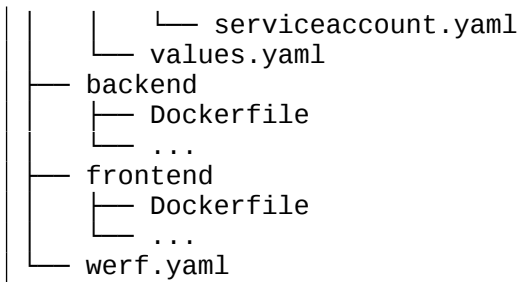 │ │   │   └── serviceaccount.yaml
│ │   └── values.yaml
│ ├── backend
│ │   ├── Dockerfile
│ │   └── ...
│ ├── frontend
│ │   ├── Dockerfile
│ │   └── ...
│ └── werf.yaml